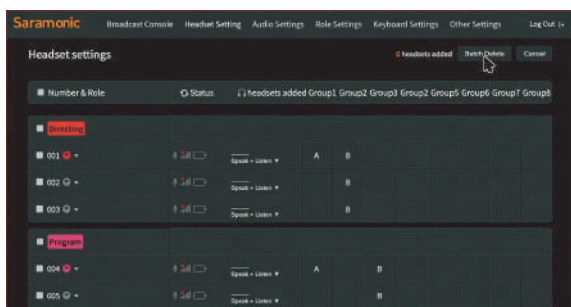 Saramonic Broadcast Console Headset Setting Audio Settings Role Settings Keyboard Settings Other Settings Log Out
Headset settings 0 headsets added Batch Delete Cancel
Number & Role Status headsets added Group1 Group2 Group3 Group2 Group5 Group6 Group7 Group8
Directing
001 Speak + Listen A B
002 Speak + Listen B
003 Speak + Listen B
Program
004 Speak + Listen A B
005 Speak + Listen B